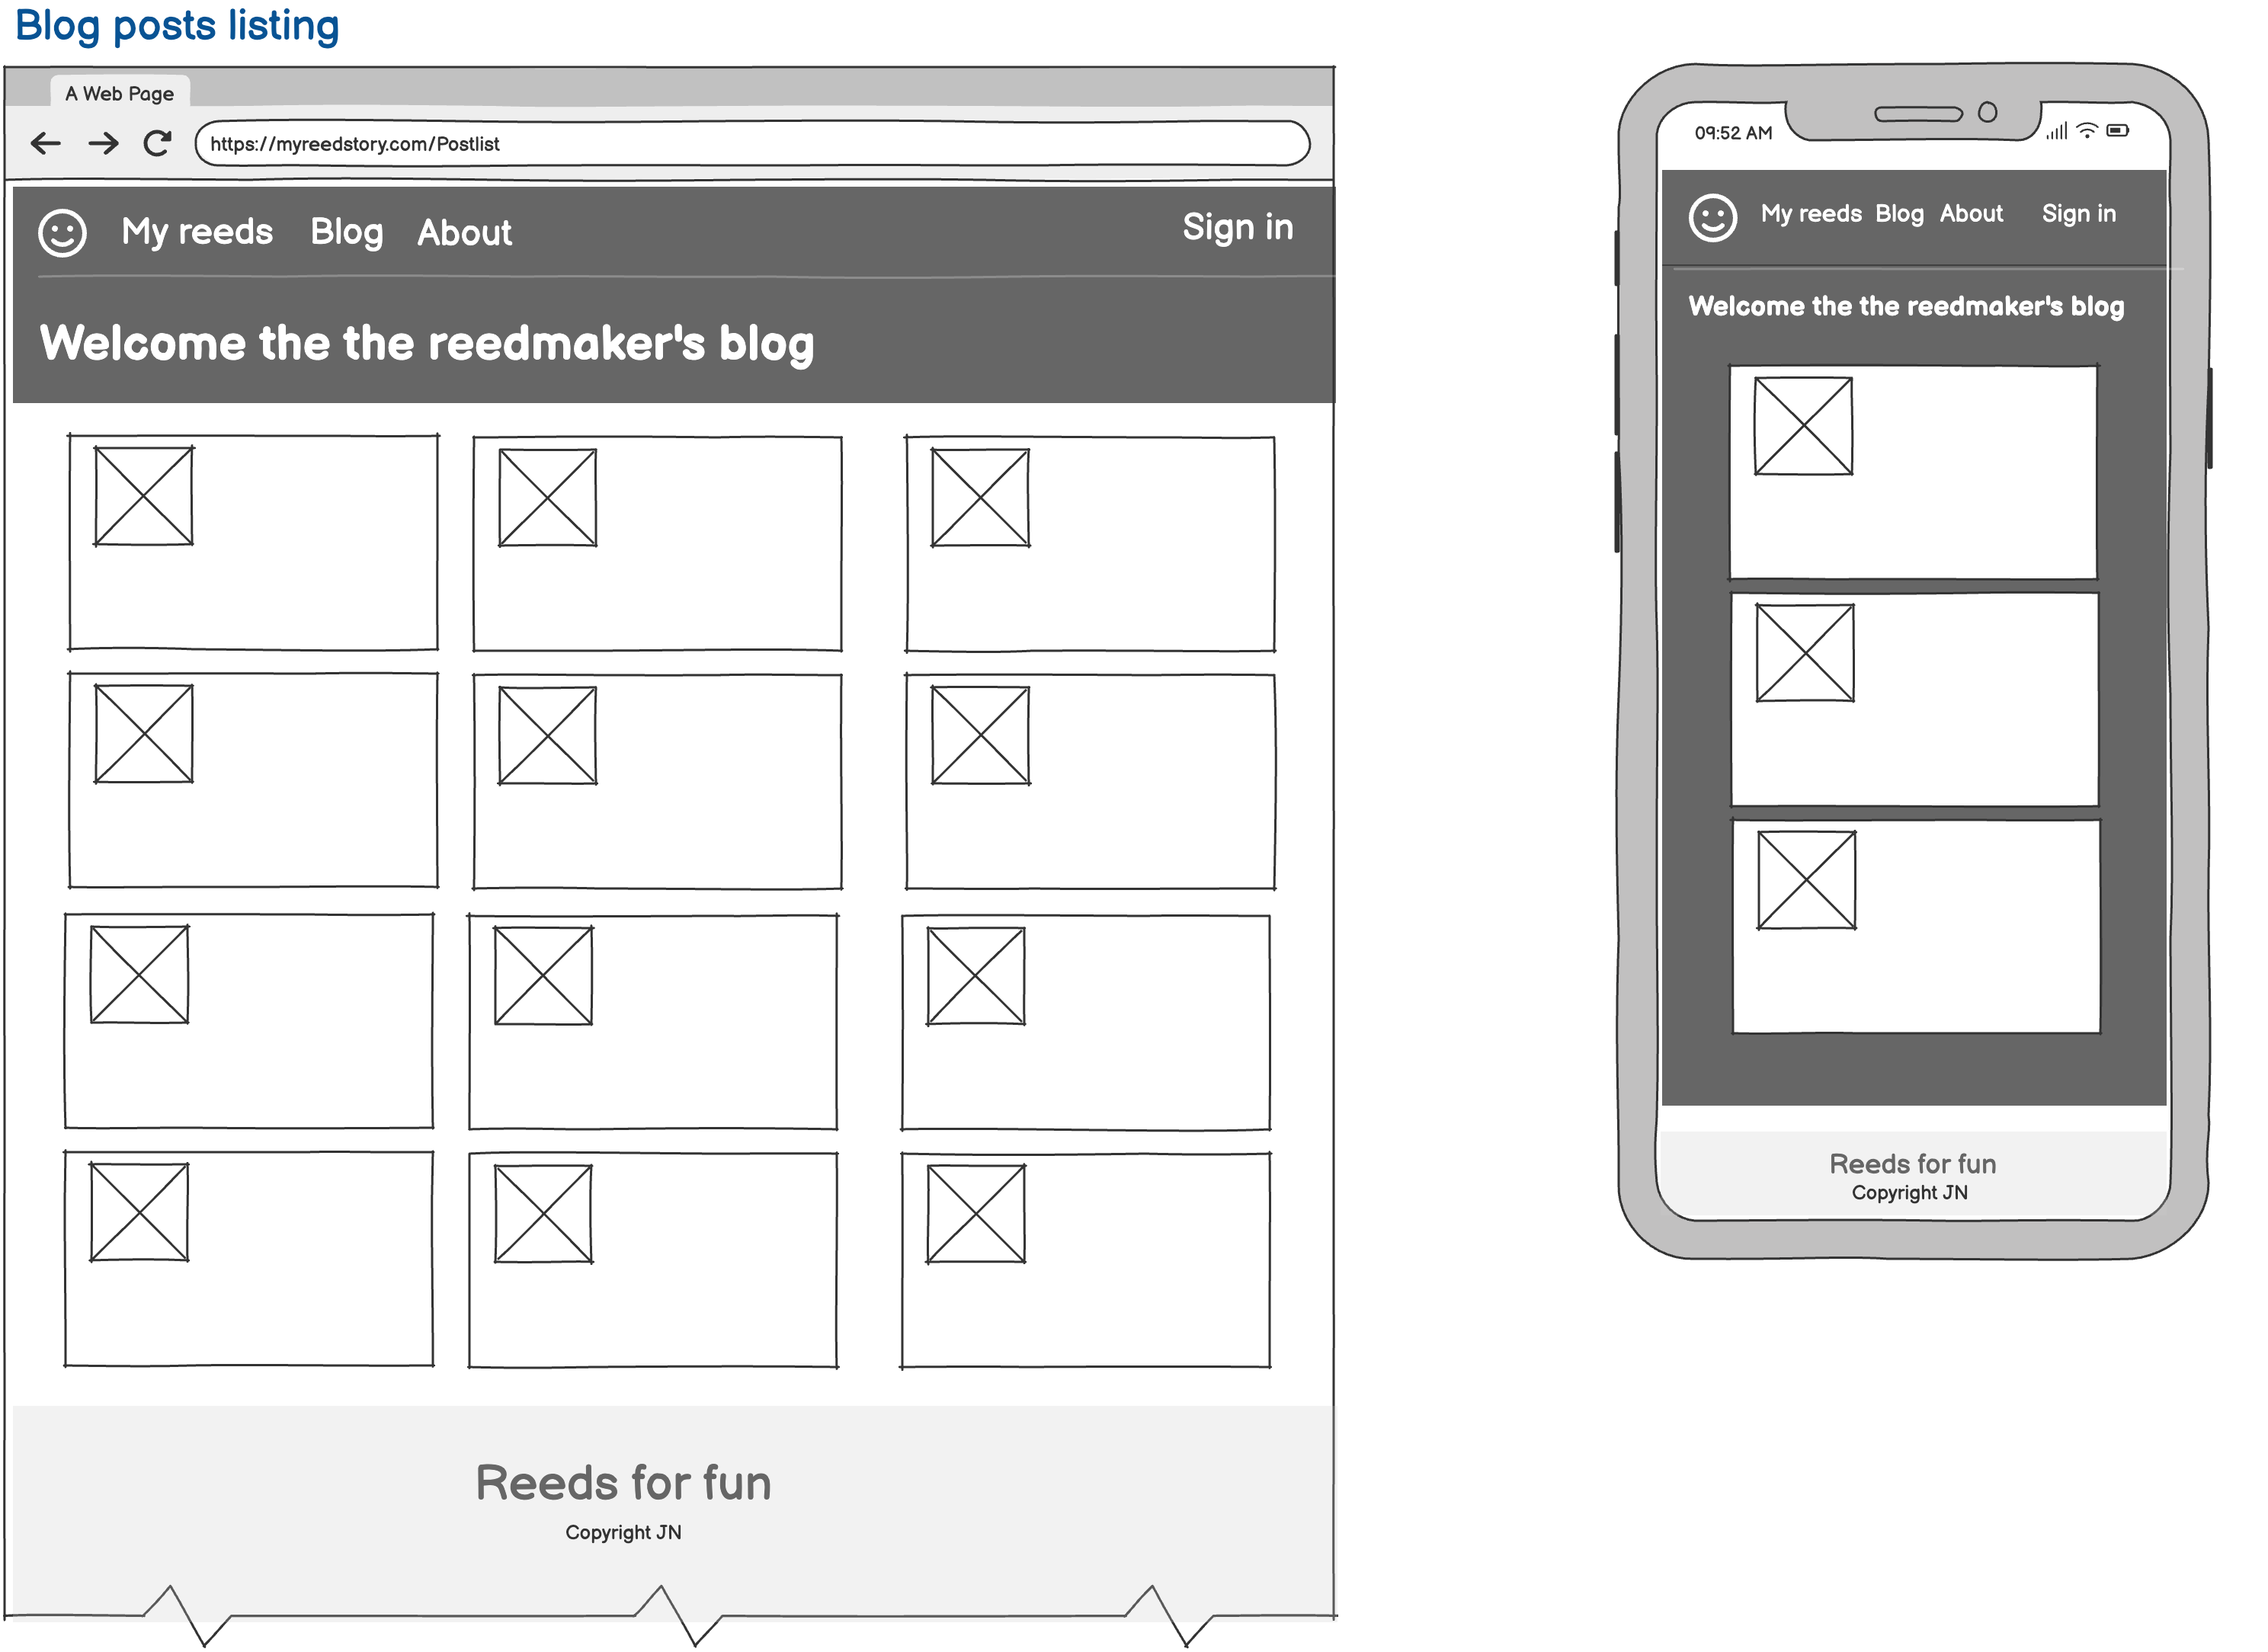 Blog posts listing
A Web Page
https://myreedstory.com/Postlist
My reeds Blog About Sign in
Welcome the the reedmaker's blog
Reeds for fun
Copyright JN
09:52 AM
My reeds Blog About Sign in
Welcome the the reedmaker's blog
Reeds for fun
Copyright JN